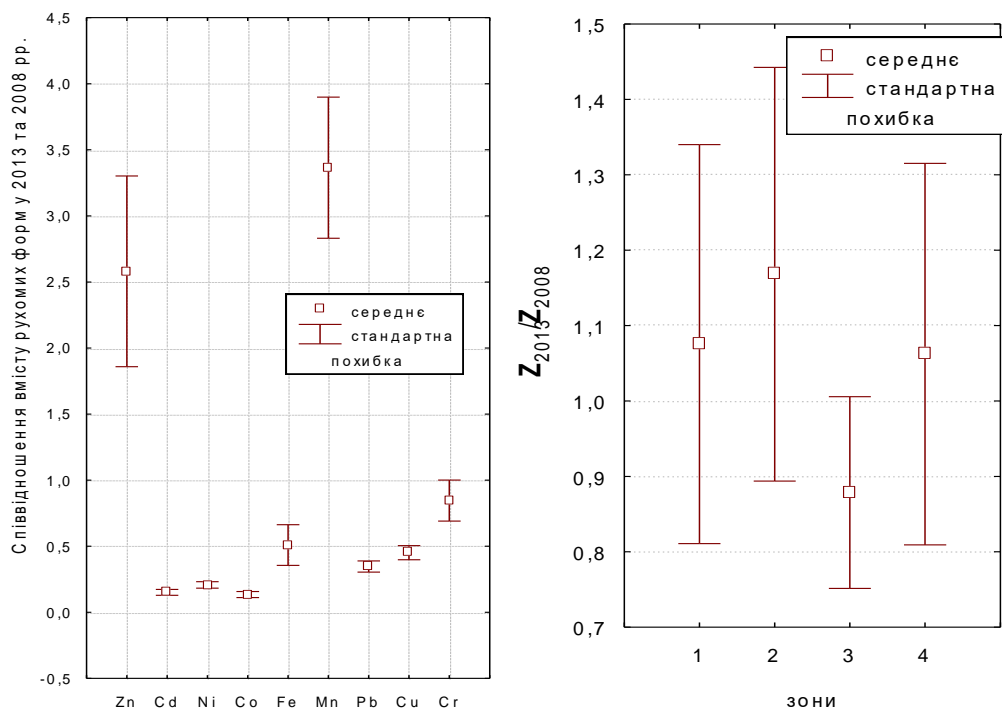 Співвідношення вмісту рухомих форм у 2013 та 2008 рр.
4,5
4,0
3,5
3,0
2,5
2,0
1,5
1,0
0,5
0,0
-0,5
Zn Cd Ni Co Fe Mn Pb Cu Cr
середнє
стандартна
похибка
Z2013/Z2008
1,5
1,4
1,3
1,2
1,1
1,0
0,9
0,8
0,7
1 2 3 4
зони
середнє
стандартна
похибка